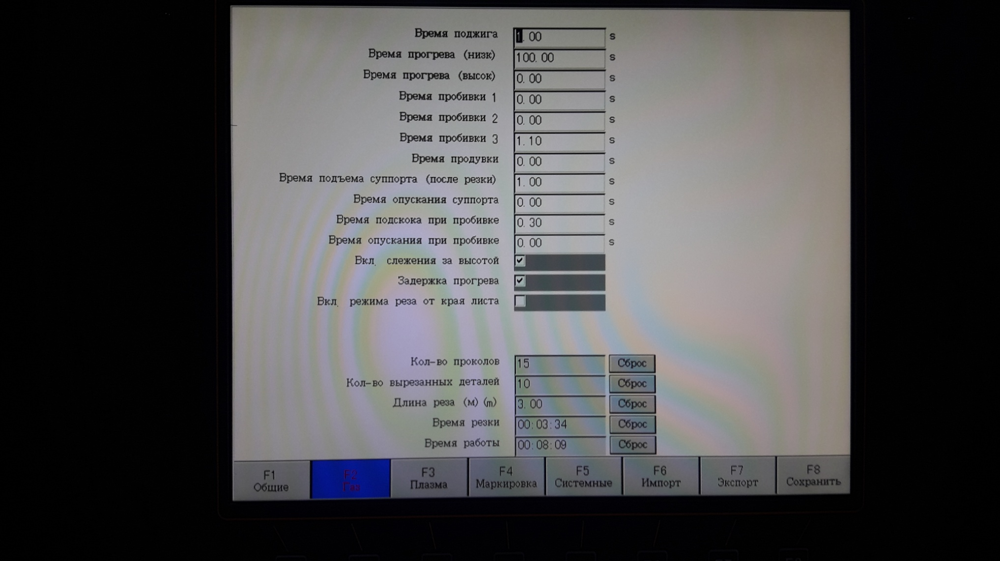 Время поджига 1.00 s
Время прогрева (низк) 100.00 s
Время прогрева (высок) 0.00 s
Время пробивки 1 0.00 s
Время пробивки 2 0.00 s
Время пробивки 3 1.10 s
Время продувки 0.00 s
Время подъема суппорта (после резки) 1.00 s
Время опускания суппорта 0.00 s
Время подскока при пробивке 0.30 s
Время опускания при пробивке 0.00 s
Вкл. слежения за высотой
Задержка прогрева
Вкл. режима реза от края листа
Кол-во проколов 15 Сброс
Кол-во вырезанных деталей 10 Сброс
Длина реза (м) (m) 3.00 Сброс
Время резки 00:03:34 Сброс
Время работы 00:08:09 Сброс
F1 F2 F3 F4 F5 F6 F7 F8
Общие Газ Плазма Маркировка Системные Импорт Экспорт Сохранить